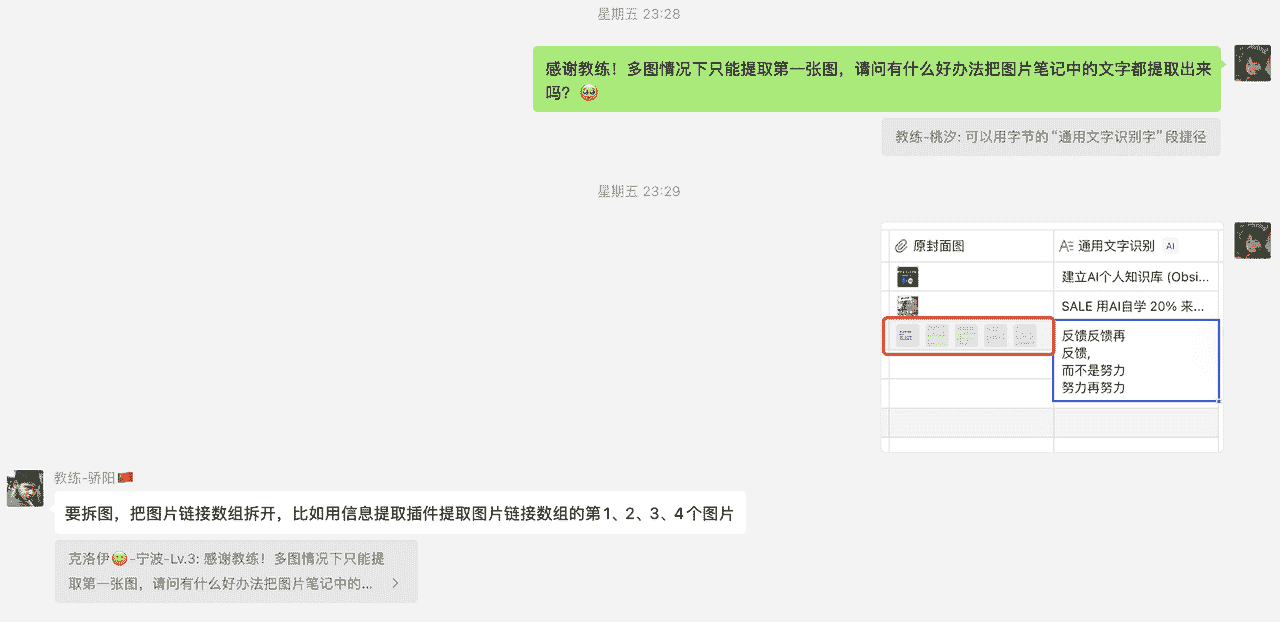 星期五 23:28
感谢教练！多图情况下只能提取第一张图，请问有什么好办法把图片笔记中的文字都提取出来
吗？
教练-桃汐: 可以用字节的“通用文字识别字”段捷径
星期五 23:29
原封面图
通用文字识别 AI
建立AI个人知识库 (Obsi...
SALE 用AI自学 20% 来...
反馈反馈再
反馈,
而不是努力
努力再努力
教练-骄阳🇨🇳
要拆图，把图片链接数组拆开，比如用信息提取插件提取图片链接数组的第1、2、3、4个图片
克洛伊-宁波-Lv.3: 感谢教练！多图情况下只能提
取第一张图，请问有什么好办法把图片笔记中的...